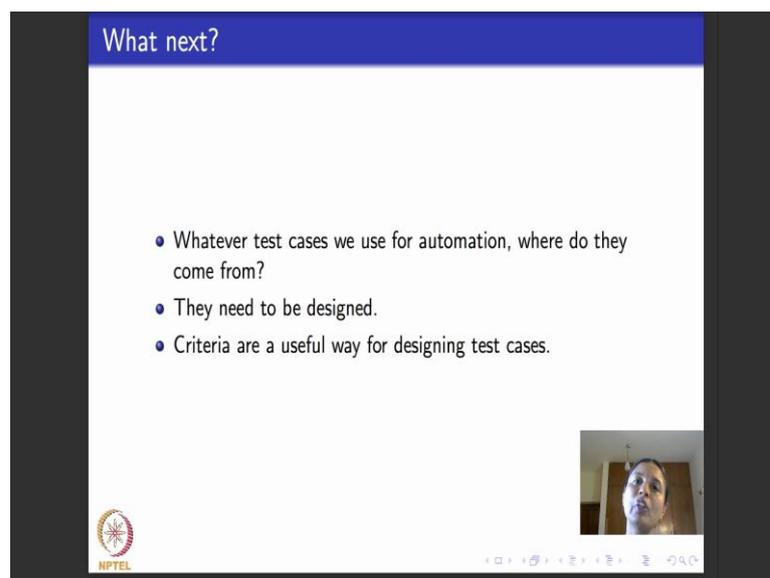 What next?
Whatever test cases we use for automation, where do they
come from?
They need to be designed.
Criteria are a useful way for designing test cases.
NPTEL